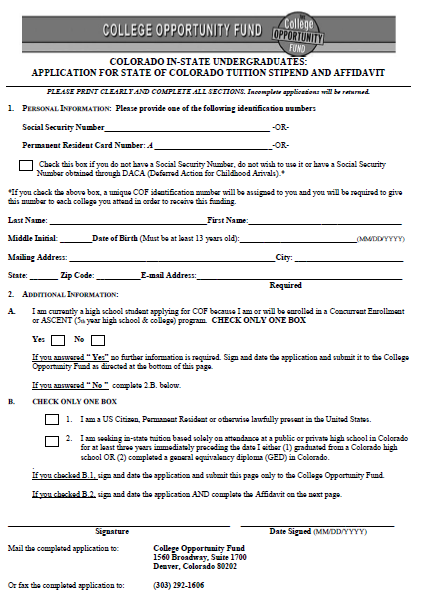 COLLEGE OPPORTUNITY FUND
College
OPPORTUNITY
FUND
COLORADO IN-STATE UNDERGRADUATES:
APPLICATION FOR STATE OF COLORADO TUITION STIPEND AND AFFIDAVIT
PLEASE PRINT CLEARLY AND COMPLETE ALL SECTIONS. Incomplete applications will be returned.
1. PERSONAL INFORMATION: Please provide one of the following identification numbers
Social Security Number -OR-
Permanent Resident Card Number: A -OR-
Check this box if you do not have a Social Security Number, do not wish to use it or have a Social Security
Number obtained through DACA (Deferred Action for Childhood Arivals).*
*If you check the above box, a unique COF identification number will be assigned to you and you will be required to give
this number to each college you attend in order to receive this funding.
Last Name: First Name:
Middle Initial: Date of Birth (Must be at least 13 years old): (MM/DD/YYYY)
Mailing Address: City:
State: Zip Code: E-mail Address:
Required
2. ADDITIONAL INFORMATION:
A. I am currently a high school student applying for COF because I am or will be enrolled in a Concurrent Enrollment
or ASCENT (5th year high school & college) program. CHECK ONLY ONE BOX
Yes No
If you answered " Yes" no further information is required. Sign and date the application and submit it to the College
Opportunity Fund as directed at the bottom of this page.
If you answered " No " complete 2.B. below.
B. CHECK ONLY ONE BOX
1. I am a US Citizen, Permanent Resident or otherwise lawfully present in the United States.
2. I am seeking in-state tuition based solely on attendance at a public or private high school in Colorado
for at least three years immediately preceding the date I either (1) graduated from a Colorado high
school OR (2) completed a general equivalency diploma (GED) in Colorado.
If you checked B.1, sign and date the application and submit this page only to the College Opportunity Fund.
If you checked B.2, sign and date the application AND complete the Affidavit on the next page.
Signature Date Signed (MM/DD/YYYY)
Mail the completed application to: College Opportunity Fund
1560 Broadway, Suite 1700
Denver, Colorado 80202
Or fax the completed application to: (303) 292-1606